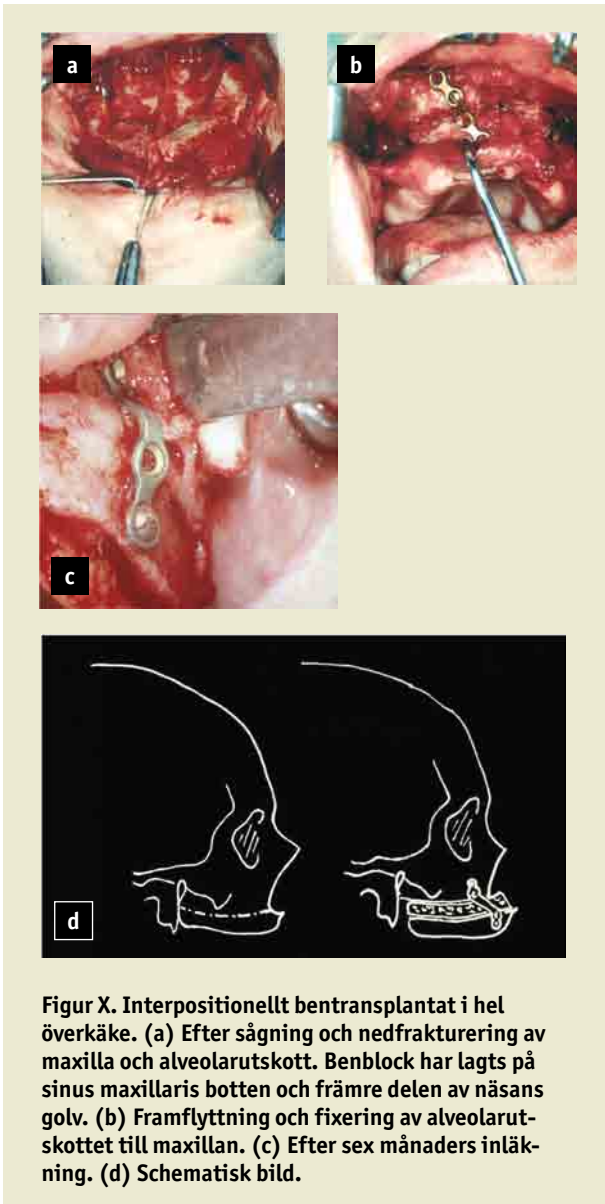 a
b
c
d
Figur X. Interpositionellt bentransplantat i hel
överkäke. (a) Efter sågning och nedfrakturering av
maxilla och alveolarutskott. Benblock har lagts på
sinus maxillaris botten och främre delen av näsans
golv. (b) Framflyttning och fixering av alveolarut-
skottet till maxillan. (c) Efter sex månaders inläk-
ning. (d) Schematisk bild.